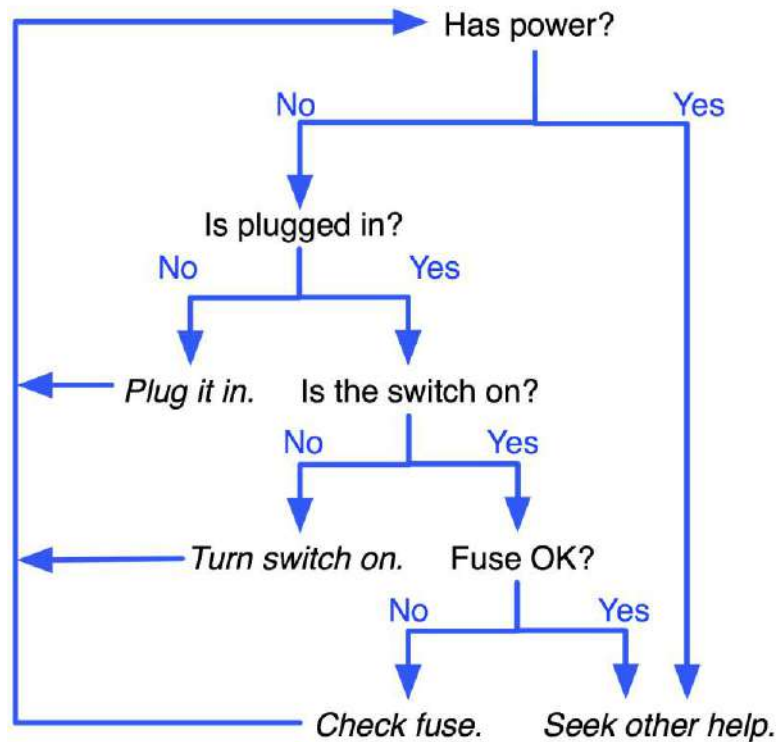 Has power?
No
Yes
Is plugged in?
No
Yes
Plug it in.
Is the switch on?
No
Yes
Turn switch on.
Fuse OK?
No
Yes
Check fuse.
Seek other help.